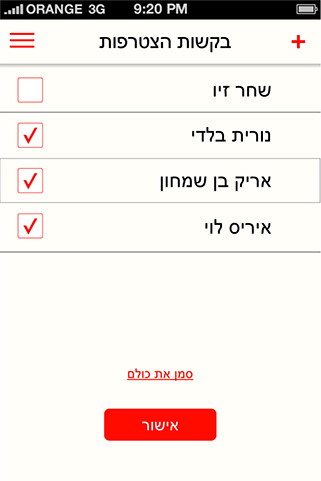 ORANGE 3G 9:20 PM
בקשות הצטרפות +
שחר זיו
נורית בלדי
אריק בן שמחון
איריס לוי
סמן את כולם
אישור